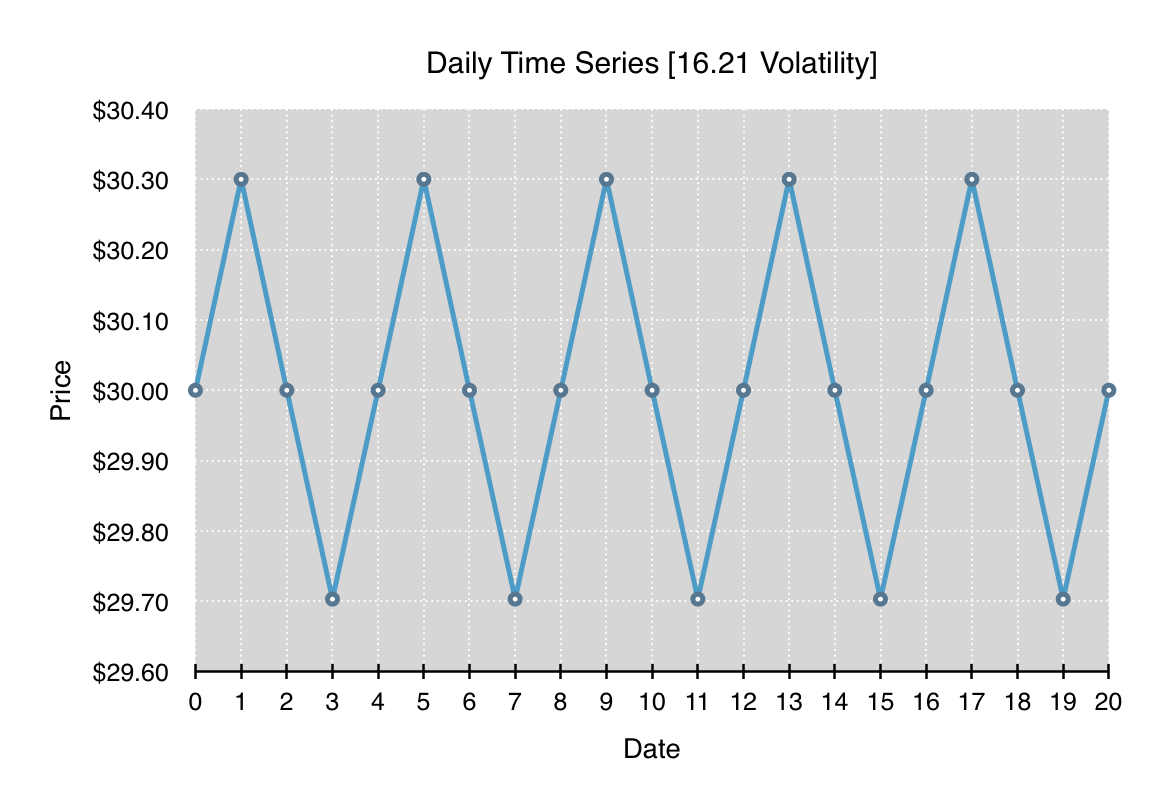 Daily Time Series [16.21 Volatility]
$30.40
$30.30
$30.20
$30.10
$30.00
$29.90
$29.80
$29.70
$29.60
Price
0 1 2 3 4 5 6 7 8 9 10 11 12 13 14 15 16 17 18 19 20
Date